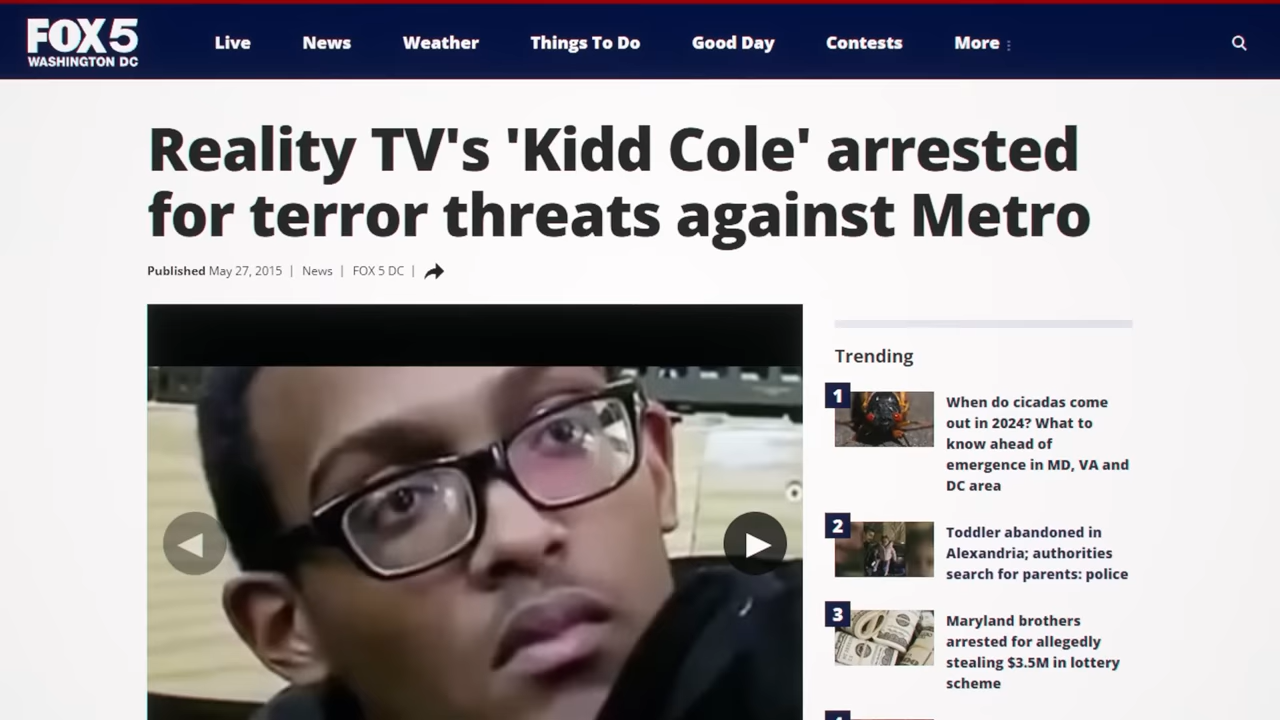 FOX 5
WASHINGTON DC
Live
News
Weather
Things To Do
Good Day
Contests
More
Reality TV's 'Kidd Cole' arrested
for terror threats against Metro
Published May 27, 2015 | News | FOX 5 DC |
Trending
1
When do cicadas come
out in 2024? What to
know ahead of
emergence in MD, VA and
DC area
2
Toddler abandoned in
Alexandria; authorities
search for parents: police
3
Maryland brothers
arrested for allegedly
stealing $3.5M in lottery
scheme